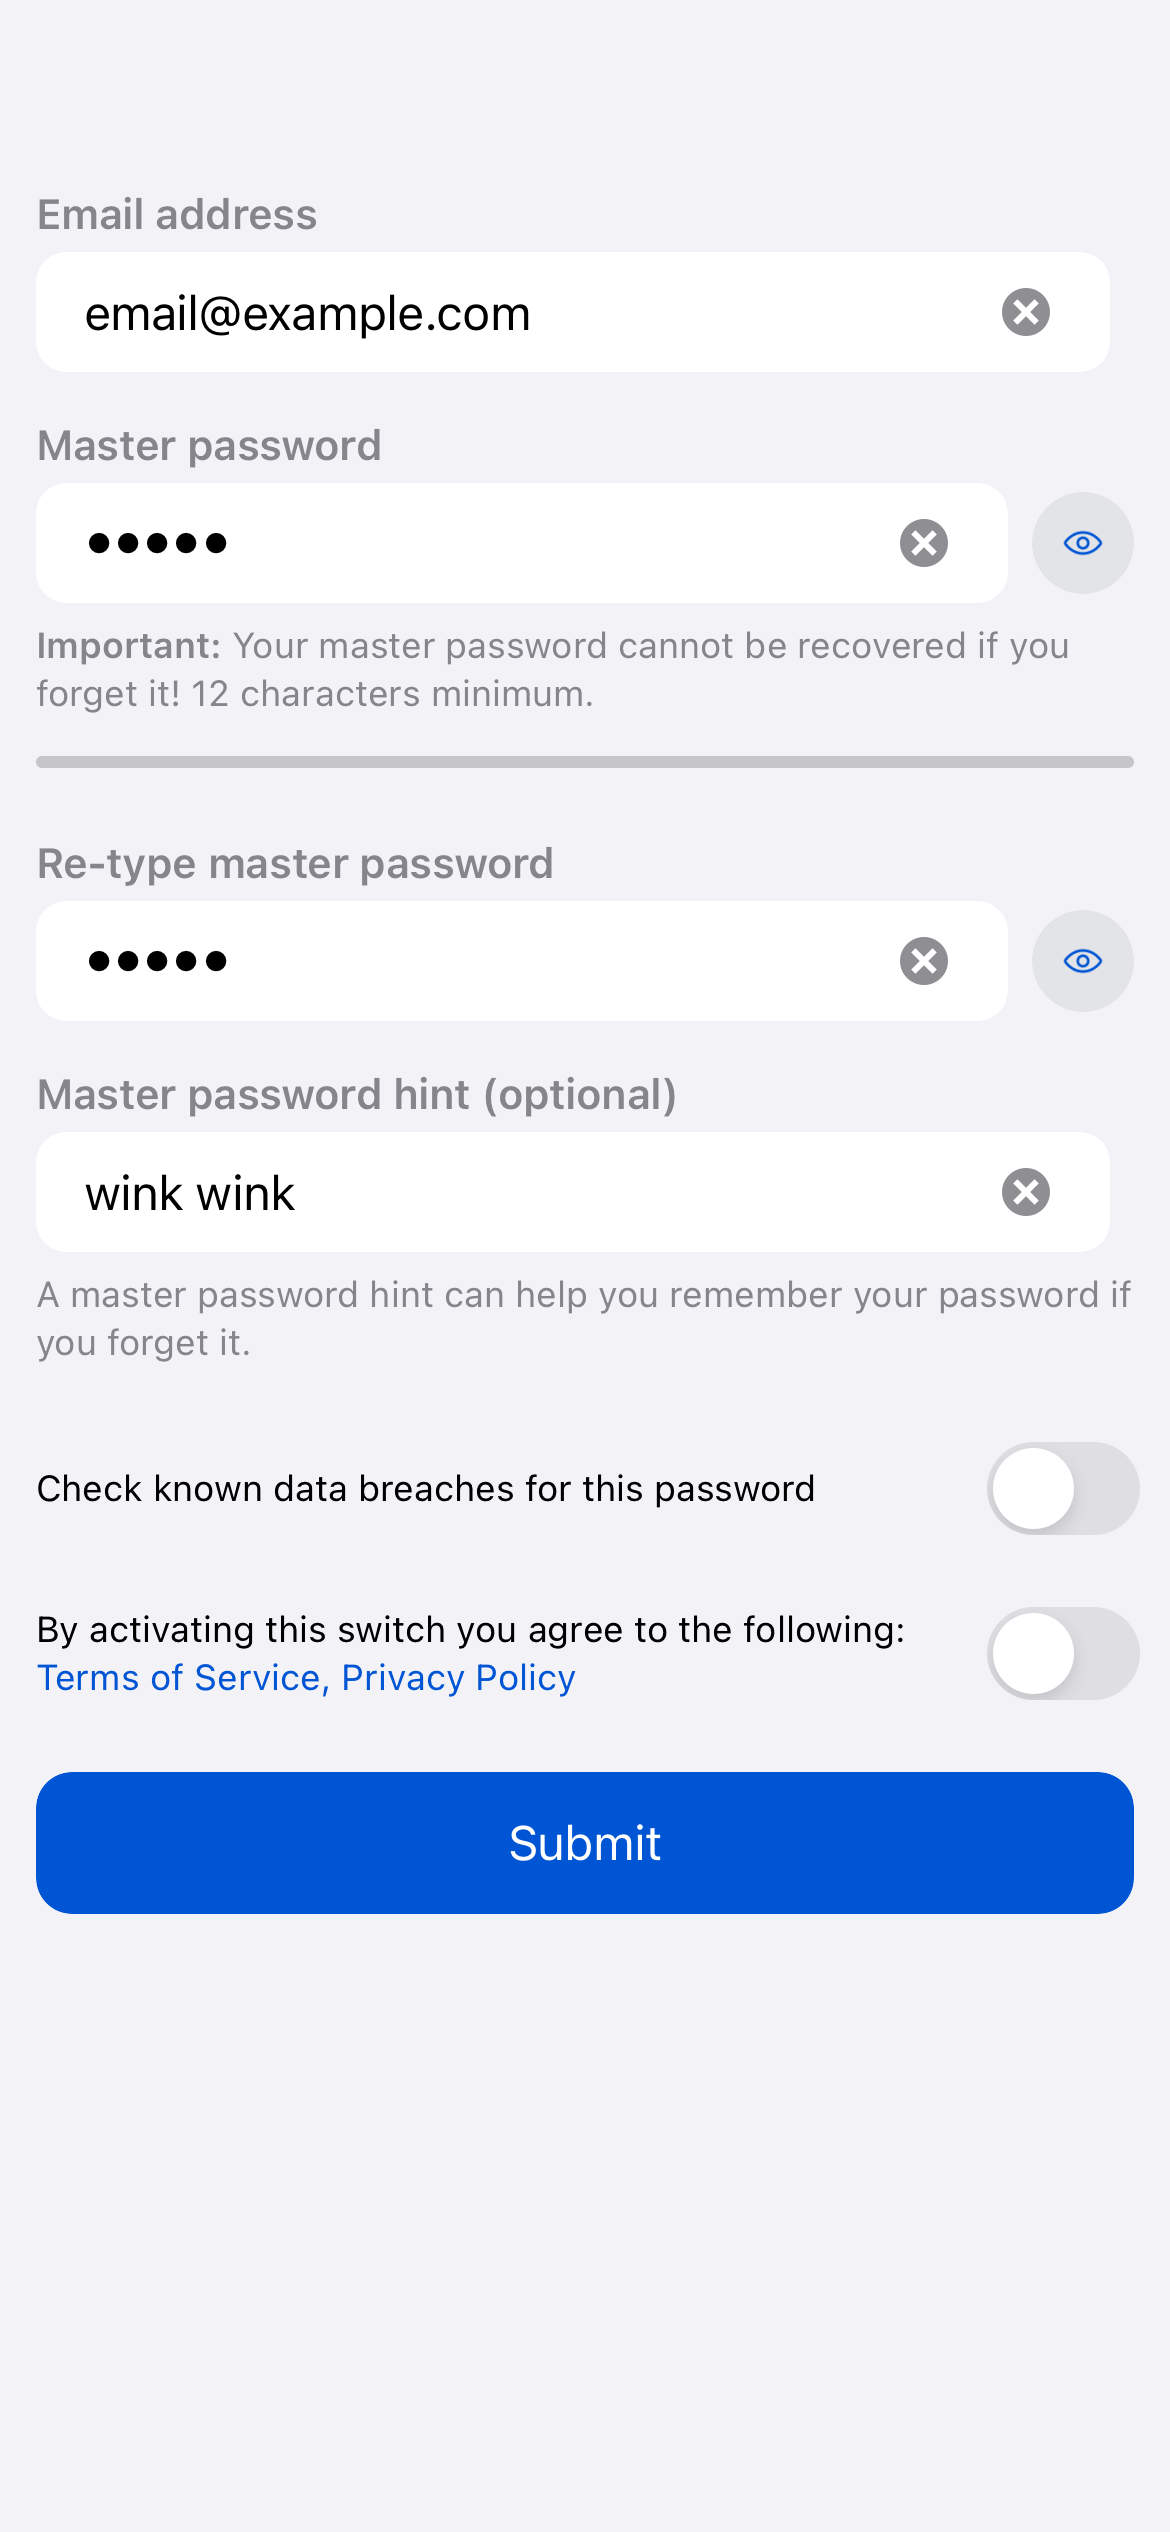 Email address
email@example.com
Master password
•••••
Important: Your master password cannot be recovered if you
forget it! 12 characters minimum.
Re-type master password
•••••
Master password hint (optional)
wink wink
A master password hint can help you remember your password if
you forget it.
Check known data breaches for this password
By activating this switch you agree to the following:
Terms of Service, Privacy Policy
Submit